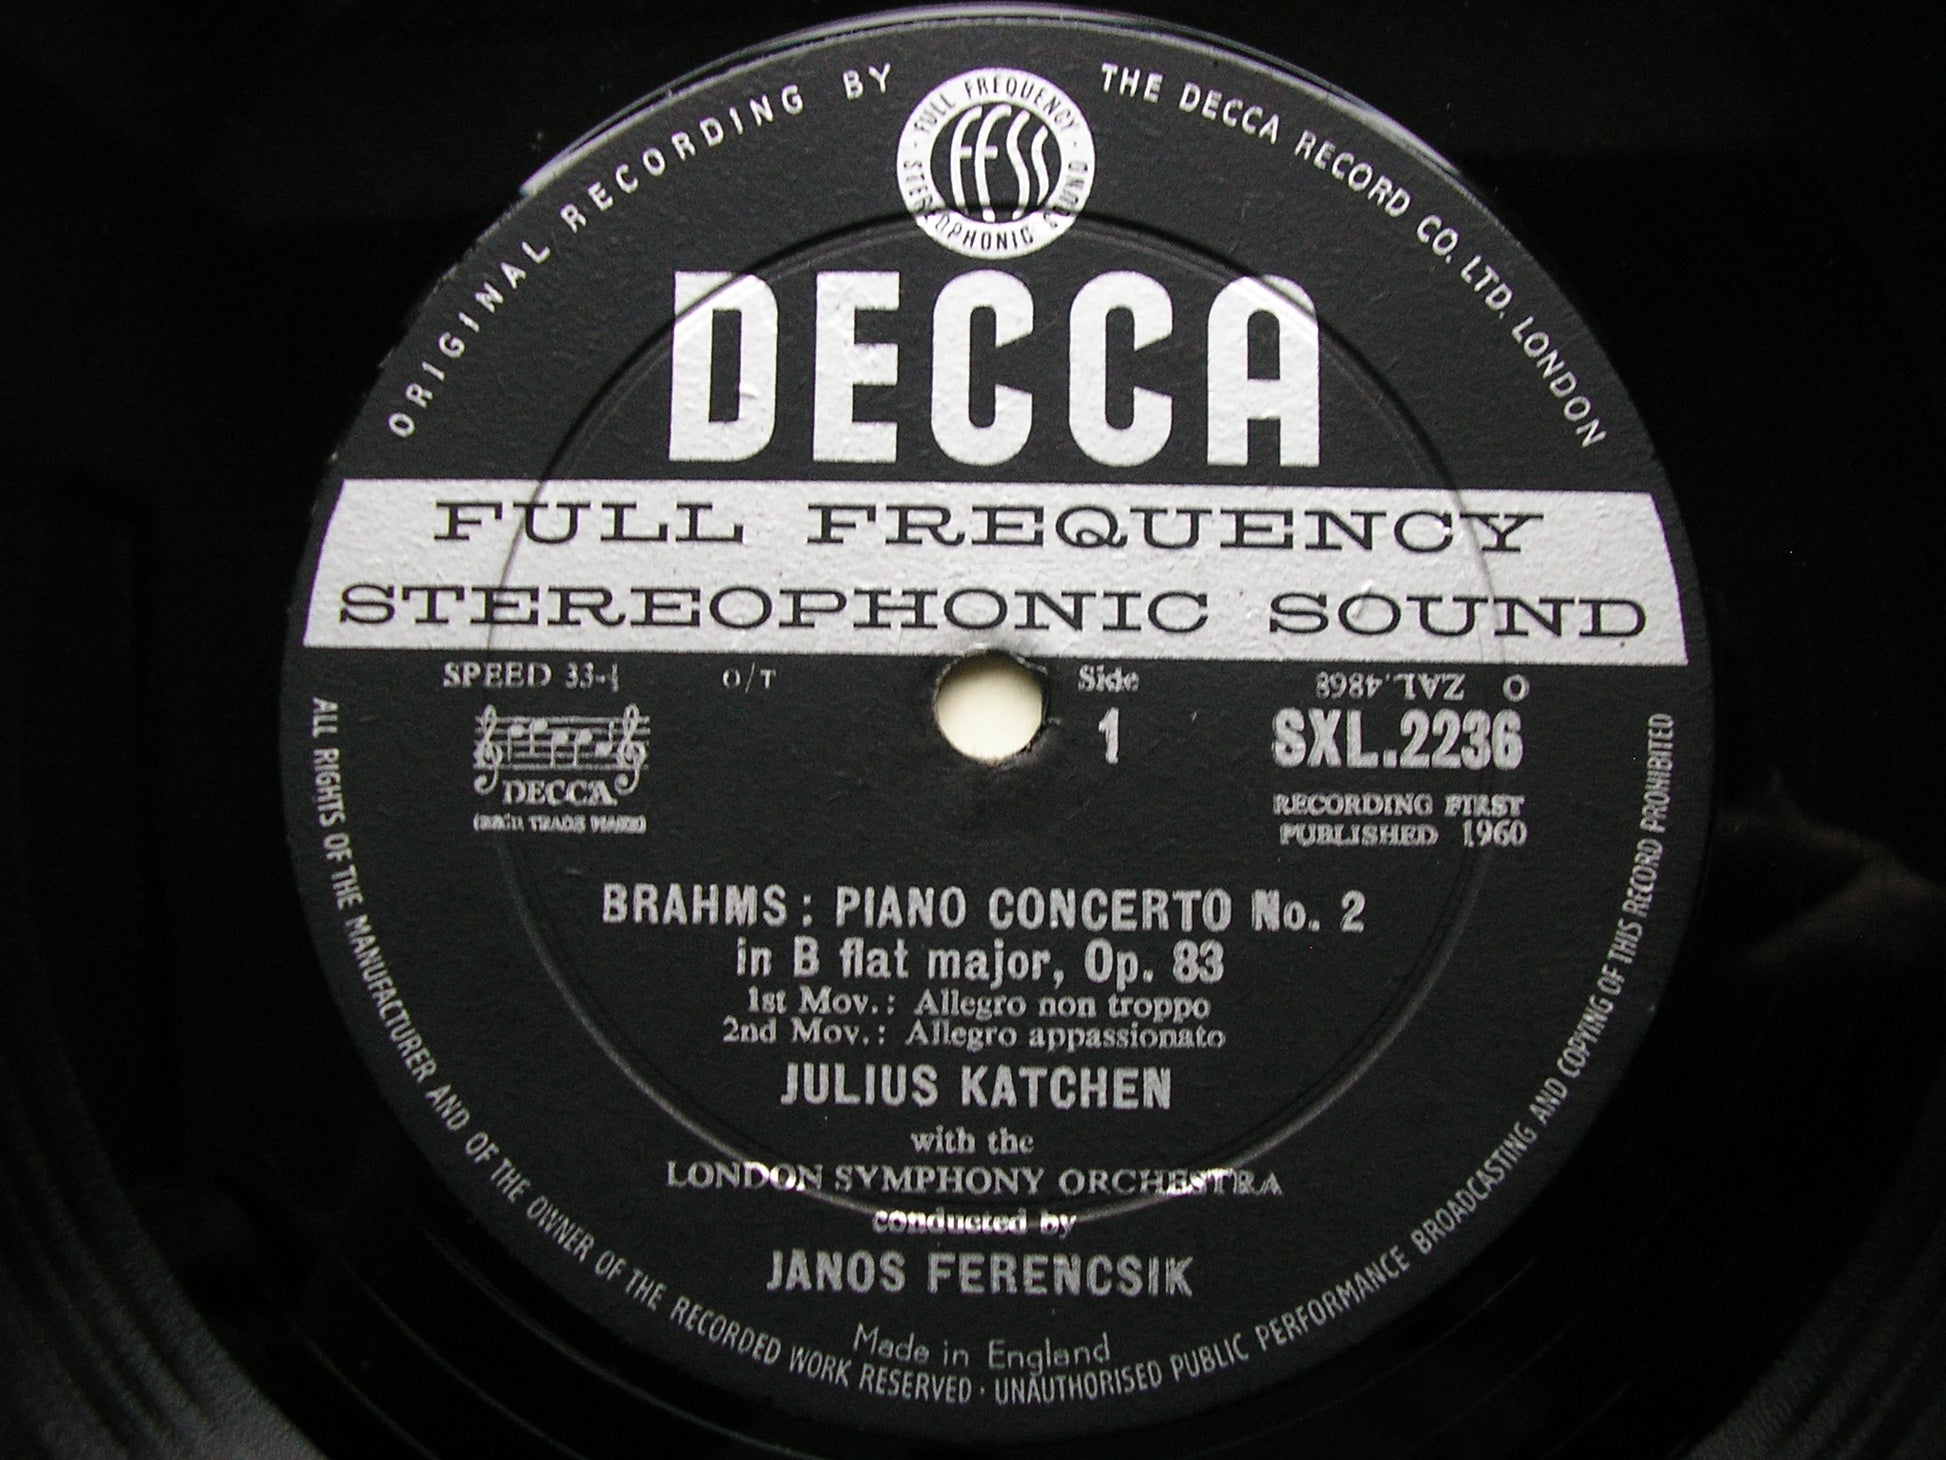 ORIGINAL RECORDING BY
THE DECCA RECORD CO. LTD. LONDON
FULL FREQUENCY
STEREOPHONIC SOUND
FFSS
DECCA
FULL FREQUENCY
STEREOPHONIC SOUND
SPEED 33-⅓
O/T
Side
1
ZAL.4868 O
SXL.2236
DECCA
(REG'D. TRADE MARK)
RECORDING FIRST
PUBLISHED 1960
BRAHMS: PIANO CONCERTO No. 2
in B flat major, Op. 83
1st Mov.: Allegro non troppo
2nd Mov.: Allegro appassionato
JULIUS KATCHEN
with the
LONDON SYMPHONY ORCHESTRA
conducted by
JANOS FERENCSIK
Made in England
ALL RIGHTS OF THE MANUFACTURER AND OF THE OWNER OF THE RECORDED WORK RESERVED · UNAUTHORISED PUBLIC PERFORMANCE BROADCASTING AND COPYING OF THIS RECORD PROHIBITED